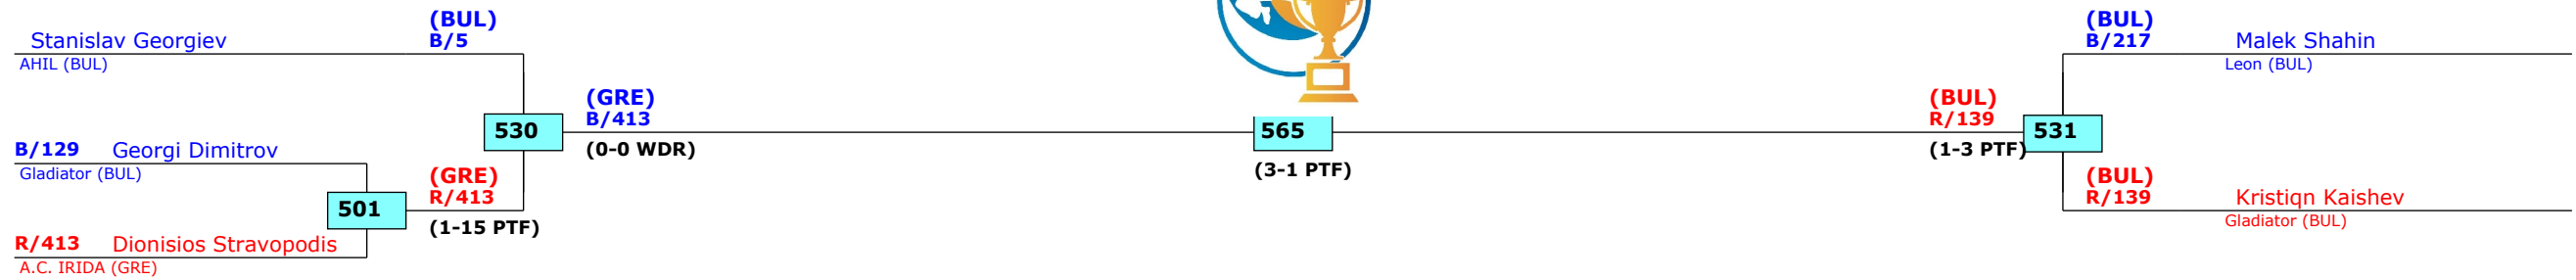 (BUL)
B/5
Stanislav Georgiev
AHIL (BUL)
530
(GRE)
B/413
(0-0 WDR)
B/129 Georgi Dimitrov
Gladiator (BUL)
501
(GRE)
R/413
(1-15 PTF)
R/413 Dionisios Stravopodis
A.C. IRIDA (GRE)
565
(3-1 PTF)
(BUL)
B/217 Malek Shahin
Leon (BUL)
(BUL)
R/139
(1-3 PTF)
531
(BUL)
R/139 Kristiqn Kaishev
Gladiator (BUL)